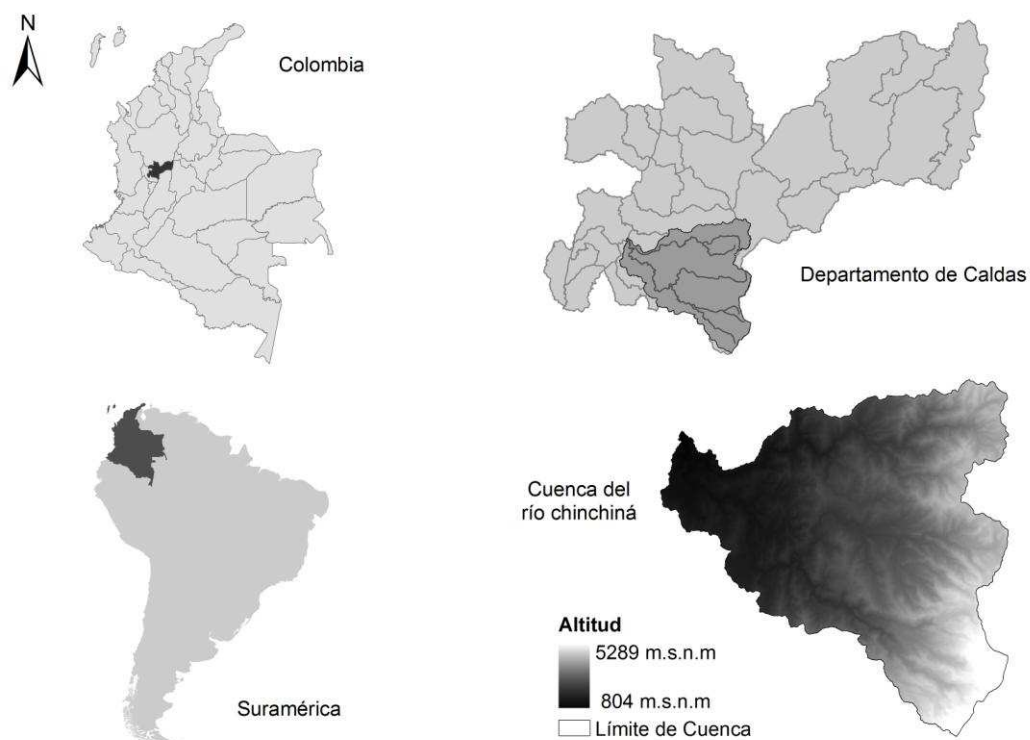 N
Colombia
Departamento de Caldas
Suramérica
Cuenca del
río chinchiná
Altitud
5289 m.s.n.m
804 m.s.n.m
Límite de Cuenca